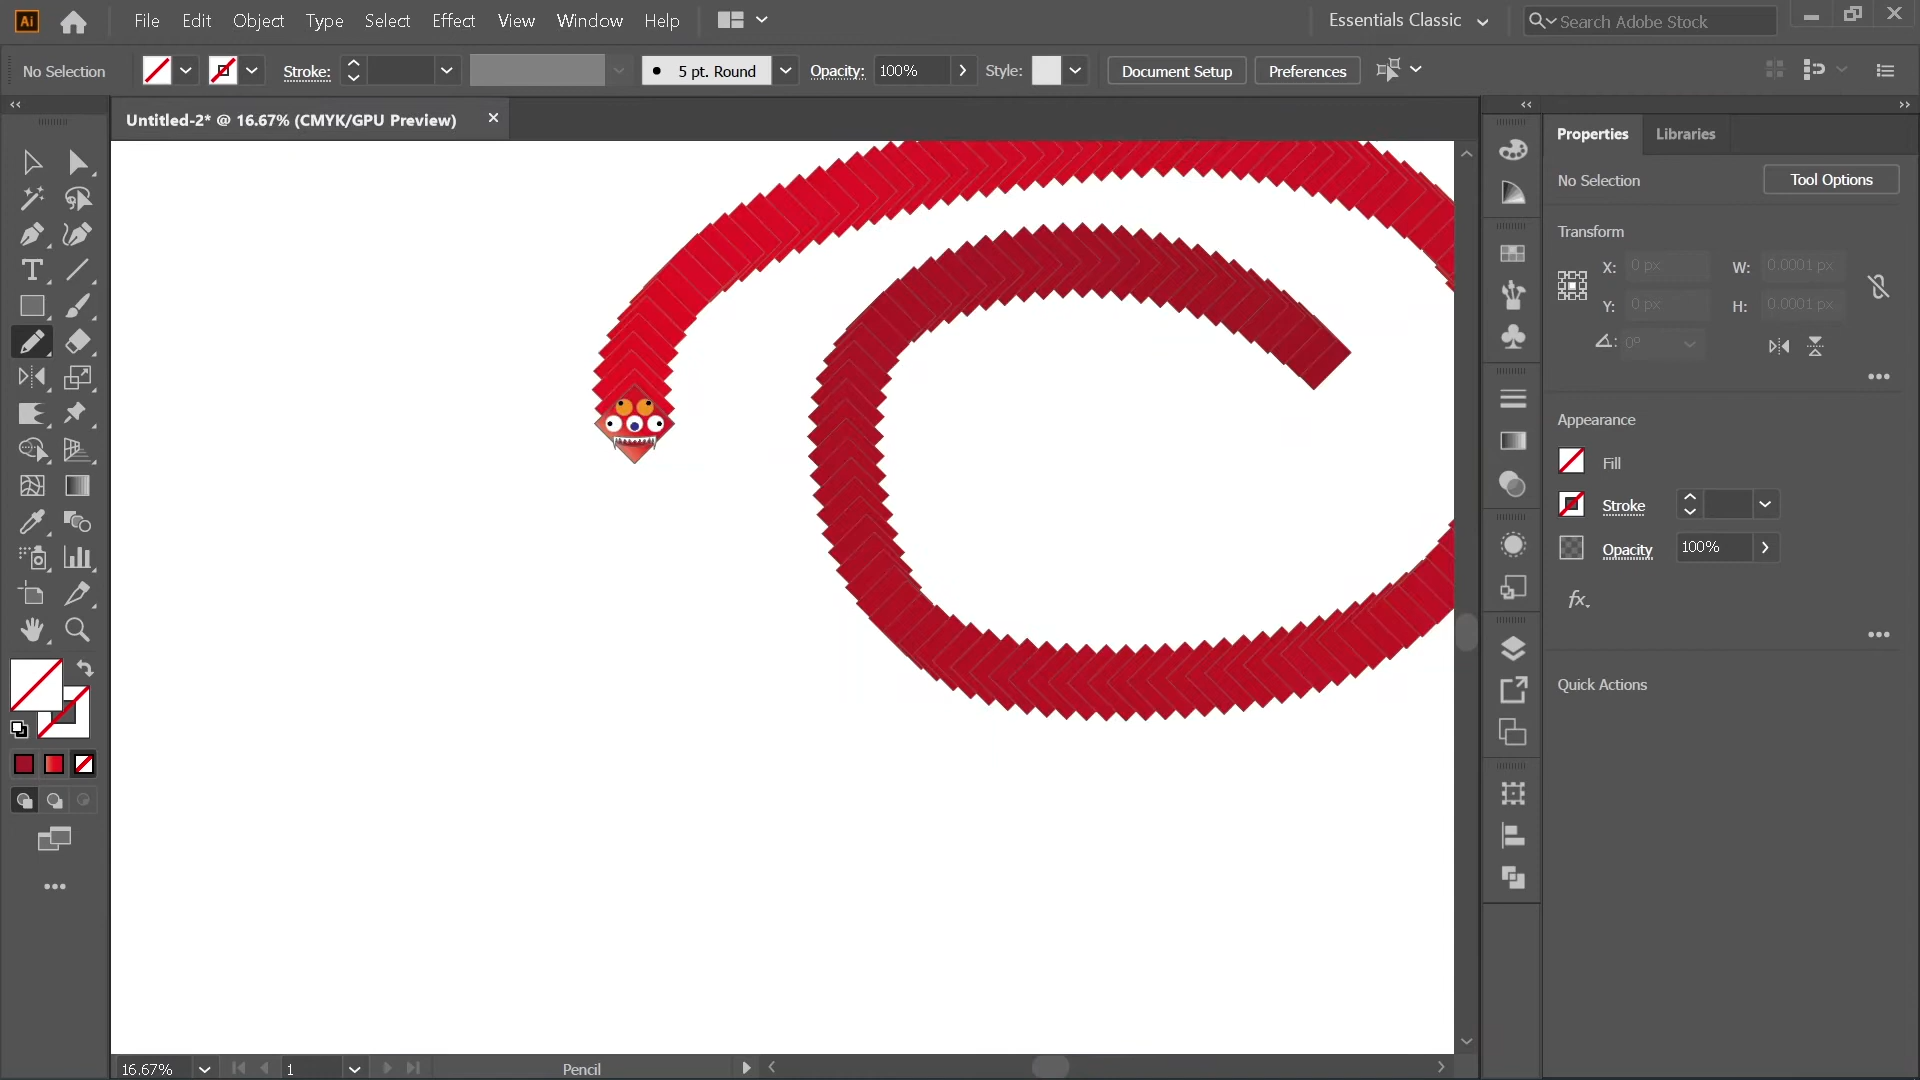 Ai File Edit Object Type Select Effect View Window Help Essentials Classic Search Adobe Stock
No Selection Stroke: 5 pt. Round Opacity: 100% Style: Document Setup Preferences
Untitled-2* @ 16.67% (CMYK/GPU Preview)
Properties Libraries
No Selection Tool Options
Transform
X: 0 px W: 0.0001 px
Y: 0 px H: 0.0001 px
0°
Appearance
Fill
Stroke
Opacity 100%
fx
Quick Actions
16.67% 1 Pencil